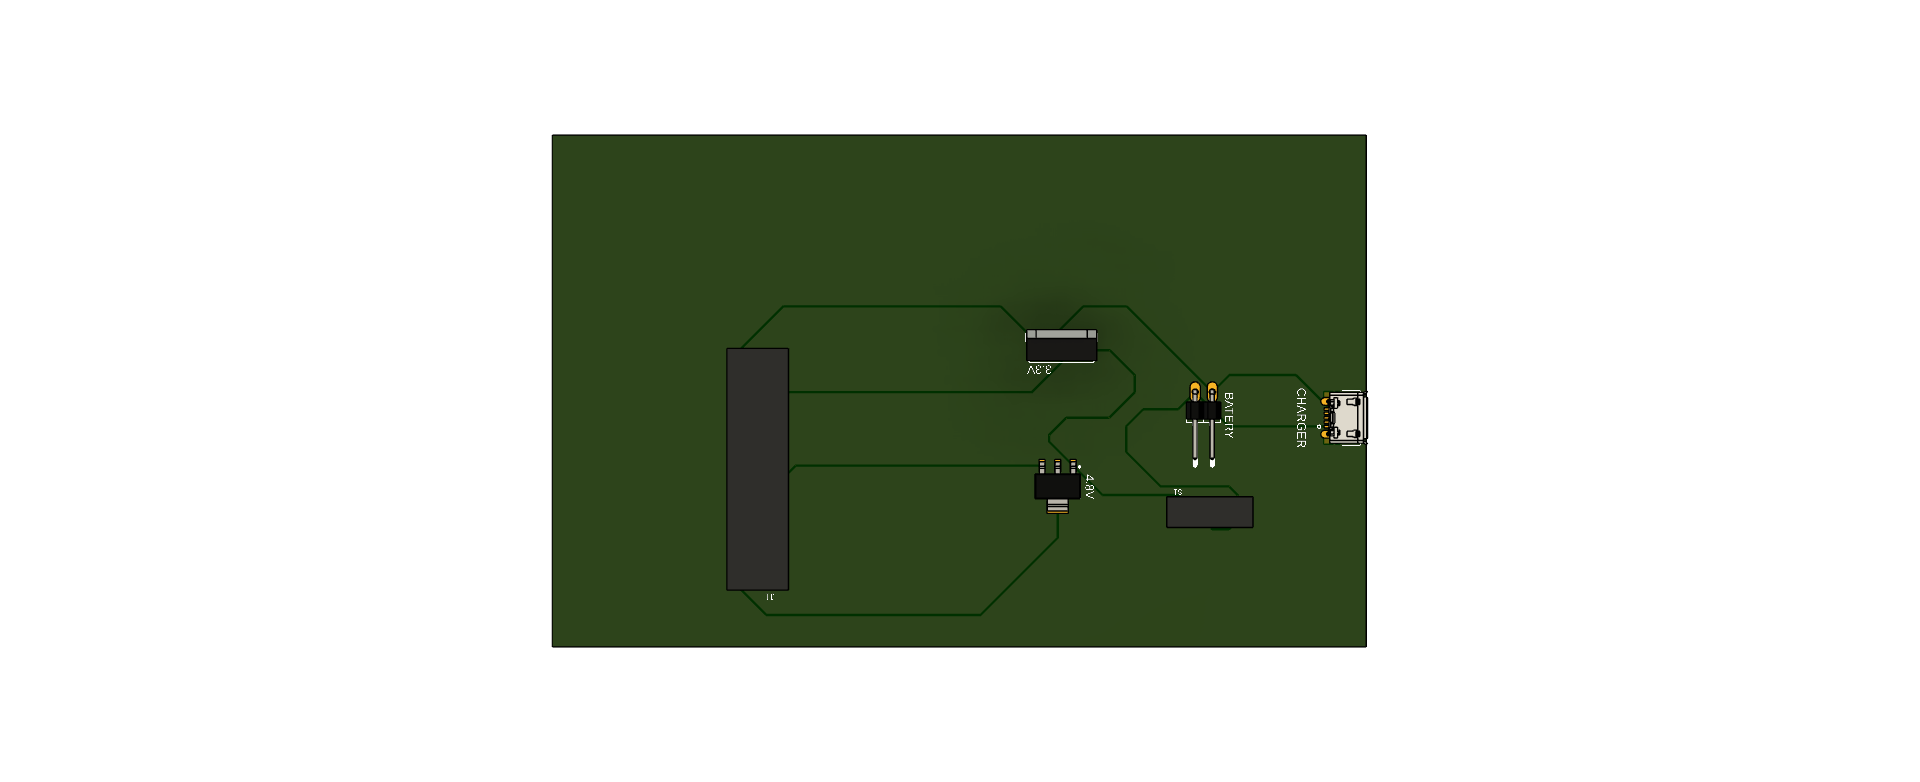 3.3V
BATERY
CHARGER
4.8V
S1
J1